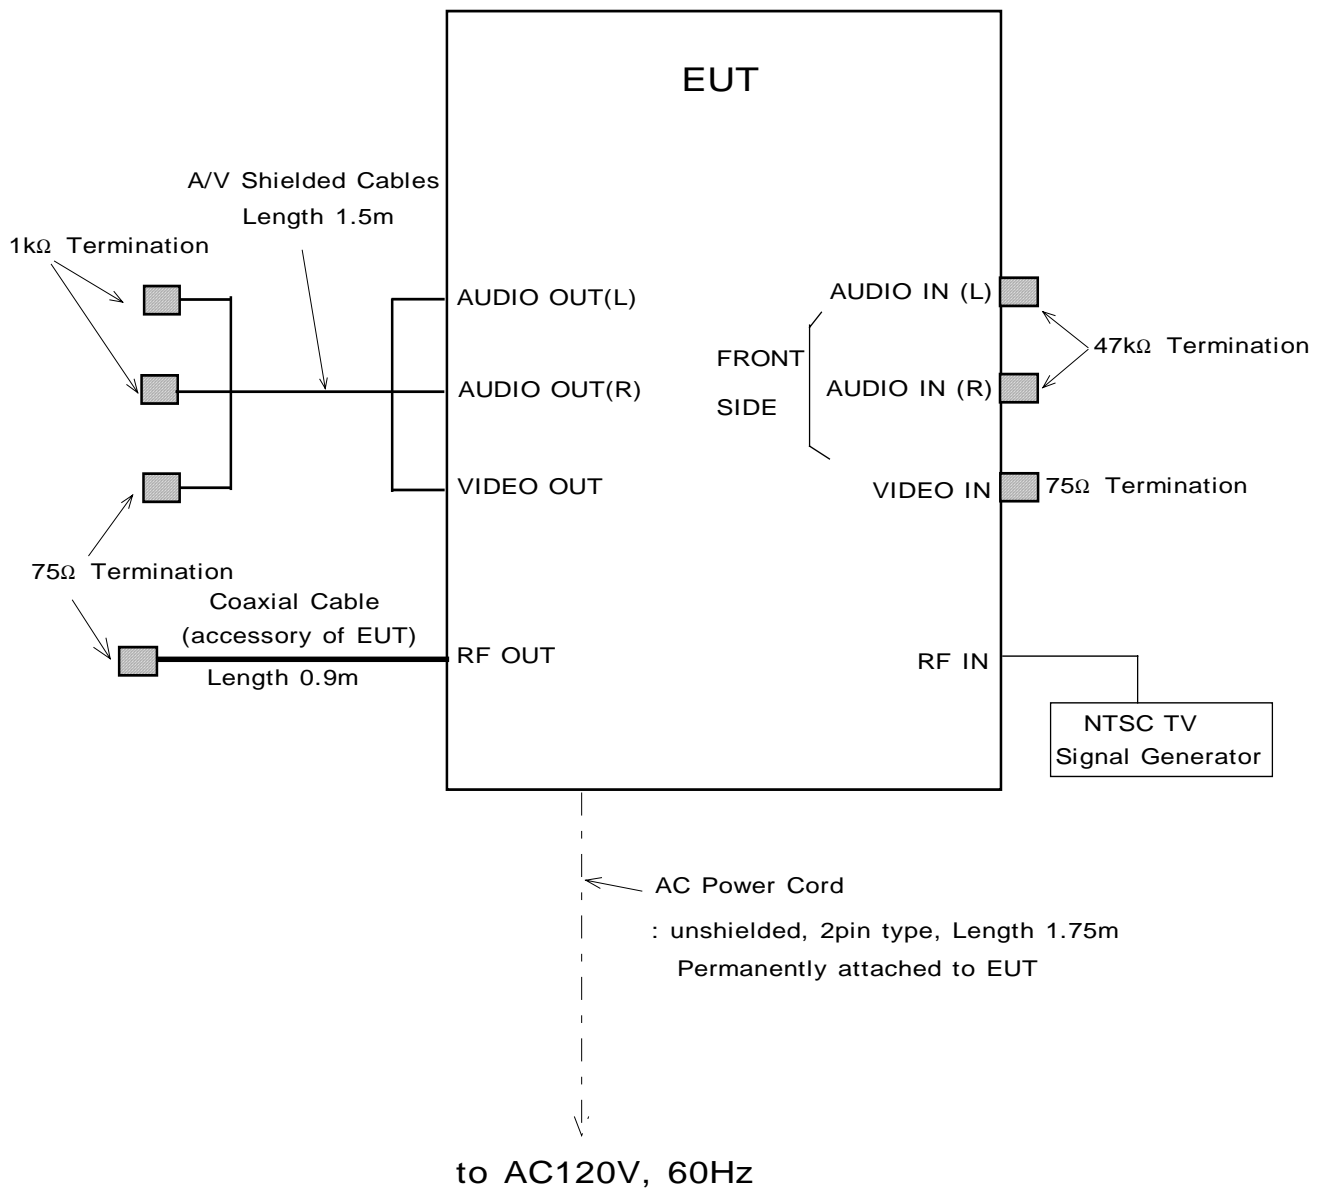 EUT
A/V Shielded Cables
Length 1.5m
1kΩ Termination
AUDIO OUT(L)
AUDIO IN (L)
FRONT
SIDE
47kΩ Termination
AUDIO OUT(R)
AUDIO IN (R)
VIDEO OUT
VIDEO IN
75Ω Termination
75Ω Termination
Coaxial Cable
(accessory of EUT)
Length 0.9m
RF OUT
RF IN
NTSC TV
Signal Generator
AC Power Cord
: unshielded, 2pin type, Length 1.75m
Permanently attached to EUT
to AC120V, 60Hz